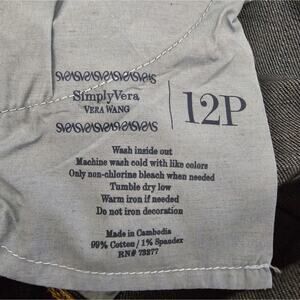 SimplyVera
VERA WANG
12P
Wash inside out
Machine wash cold with like colors
Only non-chlorine bleach when needed
Tumble dry low
Warm iron if needed
Do not iron decoration
Made in Cambodia
99% Cotton / 1% Spandex
RN# 73277